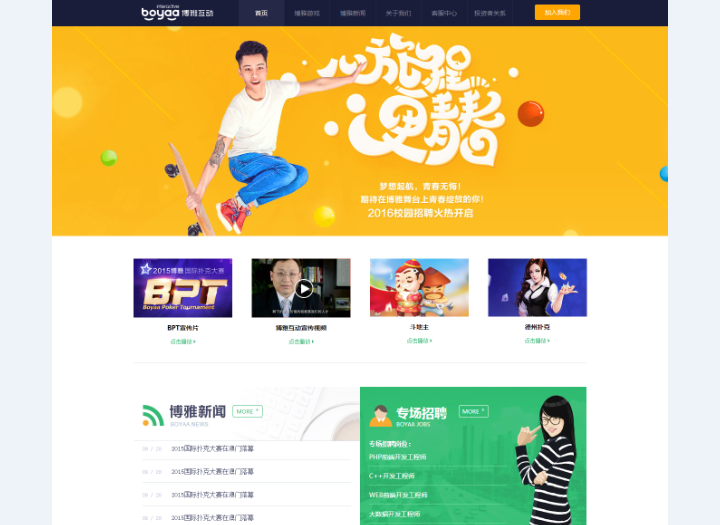 interactive
boyaa 博雅互动
首页 博雅游戏 博雅新闻 关于我们 客服中心 投资者关系 加入我们
心旅程
更青春
梦想起航，青春无悔！
期待在博雅舞台上青春绽放的你！
2016校园招聘火热开启
2015博雅国际扑克大赛
BPT
Boyaa Poker Tournament
BPT宣传片 博雅互动宣传视频 斗地主 德州扑克
点击播放 点击播放 点击播放 点击播放
博雅新闻 MORE +
BOYAA NEWS
2015国际扑克大赛在澳门落幕
2015国际扑克大赛在澳门落幕
2015国际扑克大赛在澳门落幕
2015国际扑克大赛在澳门落幕
专场招聘 MORE +
BOYAA JOBS
专场招聘岗位：
PHP前端开发工程师
C++开发工程师
WEB前端开发工程师
大数据开发工程师